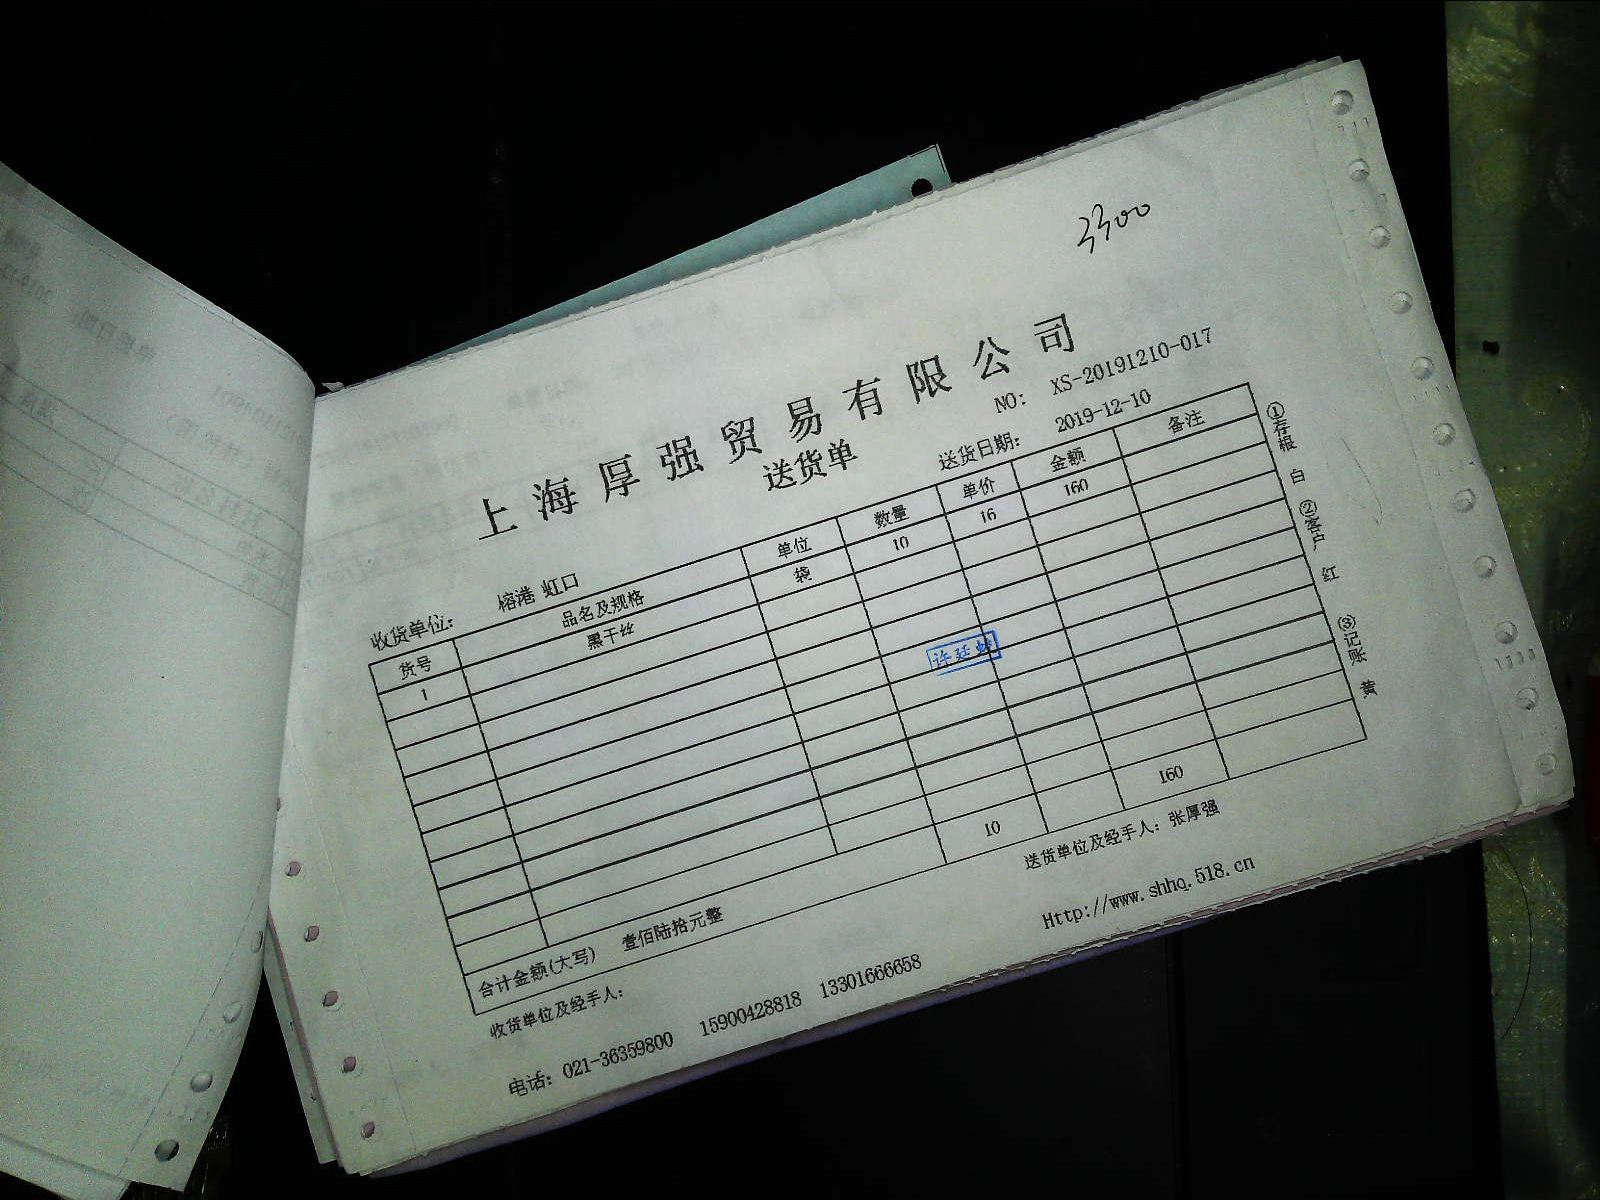 3300
上海厚强贸易有限公司
送货单
NO: XS-20191210-017
收货单位: 榕港 虹口
送货日期: 2019-12-10
货号 品名及规格 单位 数量 单价 金额 备注
1 黑干丝 袋 10 16 160
许廷
10 160
合计金额(大写) 壹佰陆拾元整
收货单位及经手人:
送货单位及经手人: 张厚强
电话: 021-36359800 15900428818 13301666658
Http://www.shhq.518.cn
①存根 白 ②客户 红 ③记 黄